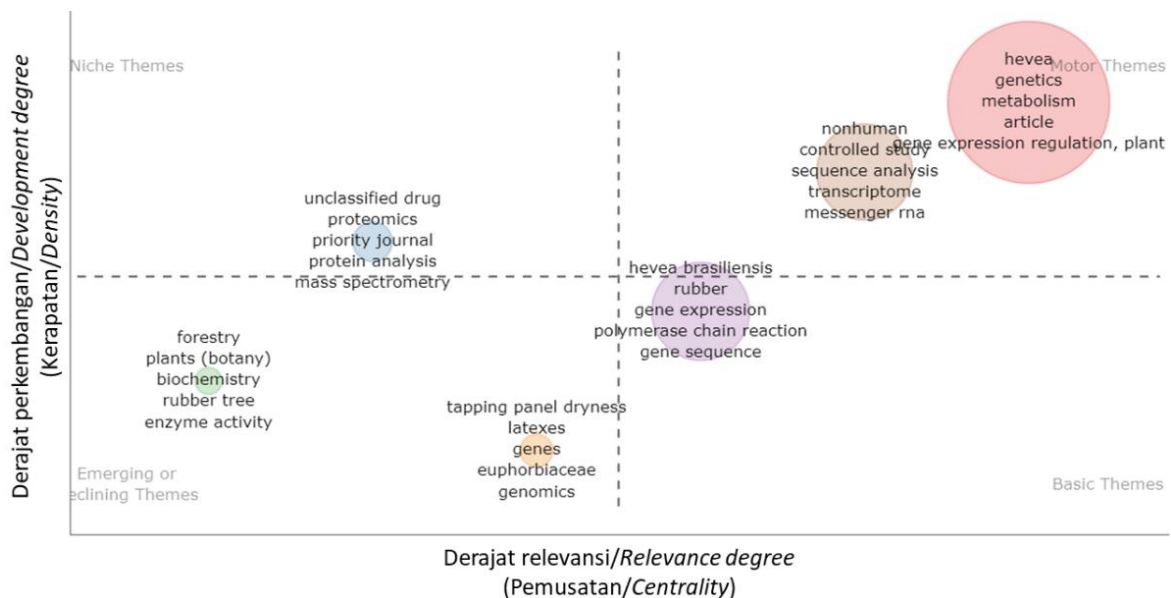 Derajat perkembangan/Development degree
(Kerapatan/Density)
Niche Themes
Motor Themes
hevea
genetics
metabolism
article
gene expression regulation, plant
nonhuman
controlled study
sequence analysis
transcriptome
messenger rna
unclassified drug
proteomics
priority journal
protein analysis
mass spectrometry
hevea brasiliensis
rubber
gene expression
polymerase chain reaction
gene sequence
forestry
plants (botany)
biochemistry
rubber tree
enzyme activity
tapping panel dryness
latexes
genes
euphorbiaceae
genomics
Emerging or
eclining Themes
Basic Themes
Derajat relevansi/Relevance degree
(Pemusatan/Centrality)